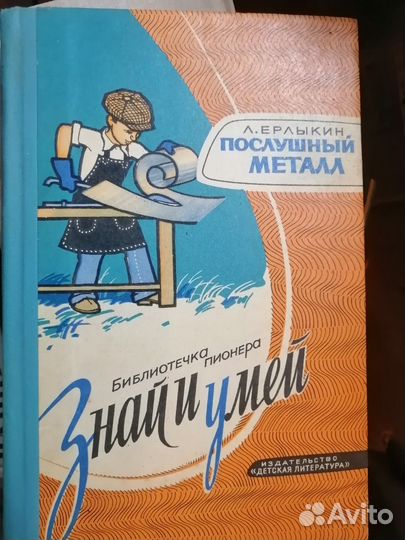 Л. ЕРЛЫКИН
ПОСЛУШНЫЙ
МЕТАЛЛ
БИБЛИОТЕЧКА
ПИОНЕРА
Знай и умей
ИЗДАТЕЛЬСТВО
«ДЕТСКАЯ ЛИТЕРАТУРА»
Avito